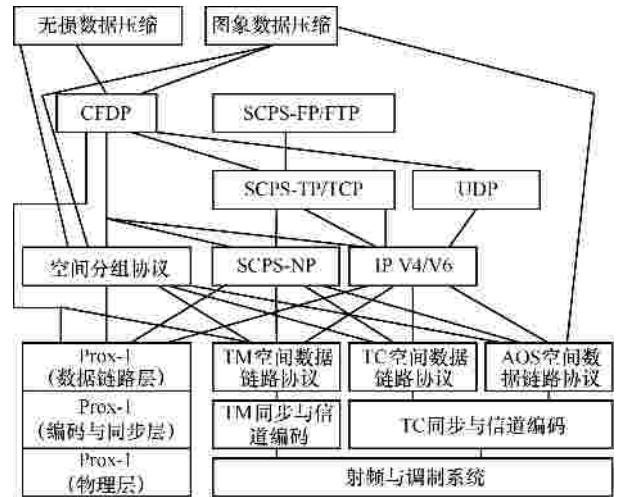 无损数据压缩
图象数据压缩
CFDP
SCPS-FP/FTP
SCPS-TP/TCP
UDP
空间分组协议
SCPS-NP
IP V4/V6
Prox-1
(数据链路层)
TM空间数据
链路协议
TC空间数据
链路协议
AOS空间数
据链路协议
Prox-1
(编码与同步层)
TM同步与信
道编码
TC同步与信道编码
Prox-1
(物理层)
射频与调制系统